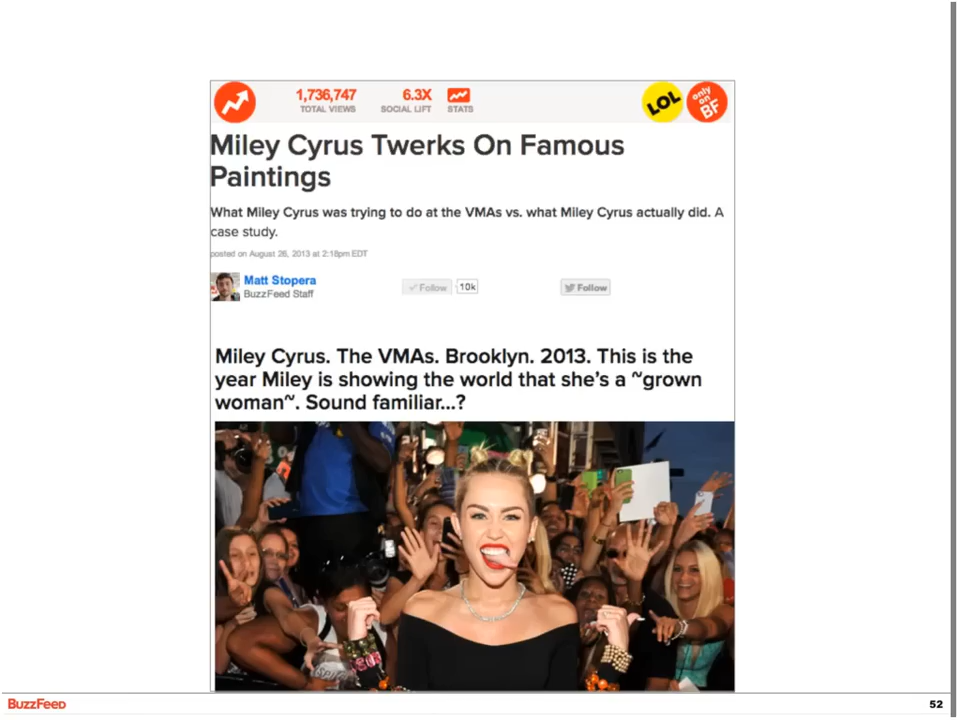 1,736,747
TOTAL VIEWS
6.3X
SOCIAL LIFT
STATS
LOL
only
on
BF
Miley Cyrus Twerks On Famous
Paintings
What Miley Cyrus was trying to do at the VMAs vs. what Miley Cyrus actually did. A
case study.
posted on August 26, 2013 at 2:18pm EDT
Matt Stopera
BuzzFeed Staff
Follow
10k
Follow
Miley Cyrus. The VMAs. Brooklyn. 2013. This is the
year Miley is showing the world that she's a ~grown
woman~. Sound familiar...?
BuzzFeed
52